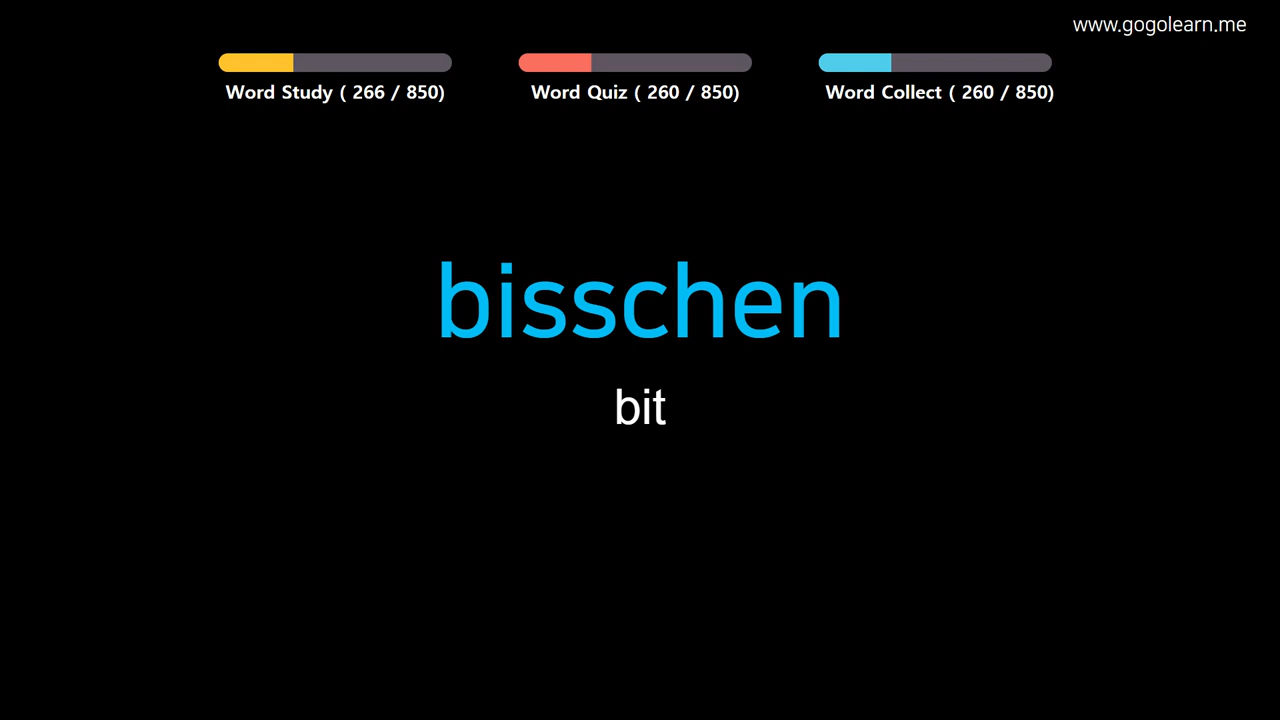 www.gogolearn.me
Word Study ( 266 / 850)
Word Quiz ( 260 / 850)
Word Collect ( 260 / 850)
bisschen
bit